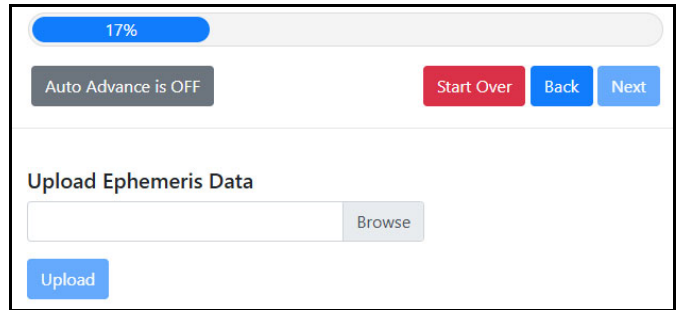 17%
Auto Advance is OFF Start Over Back Next
Upload Ephemeris Data
Browse
Upload